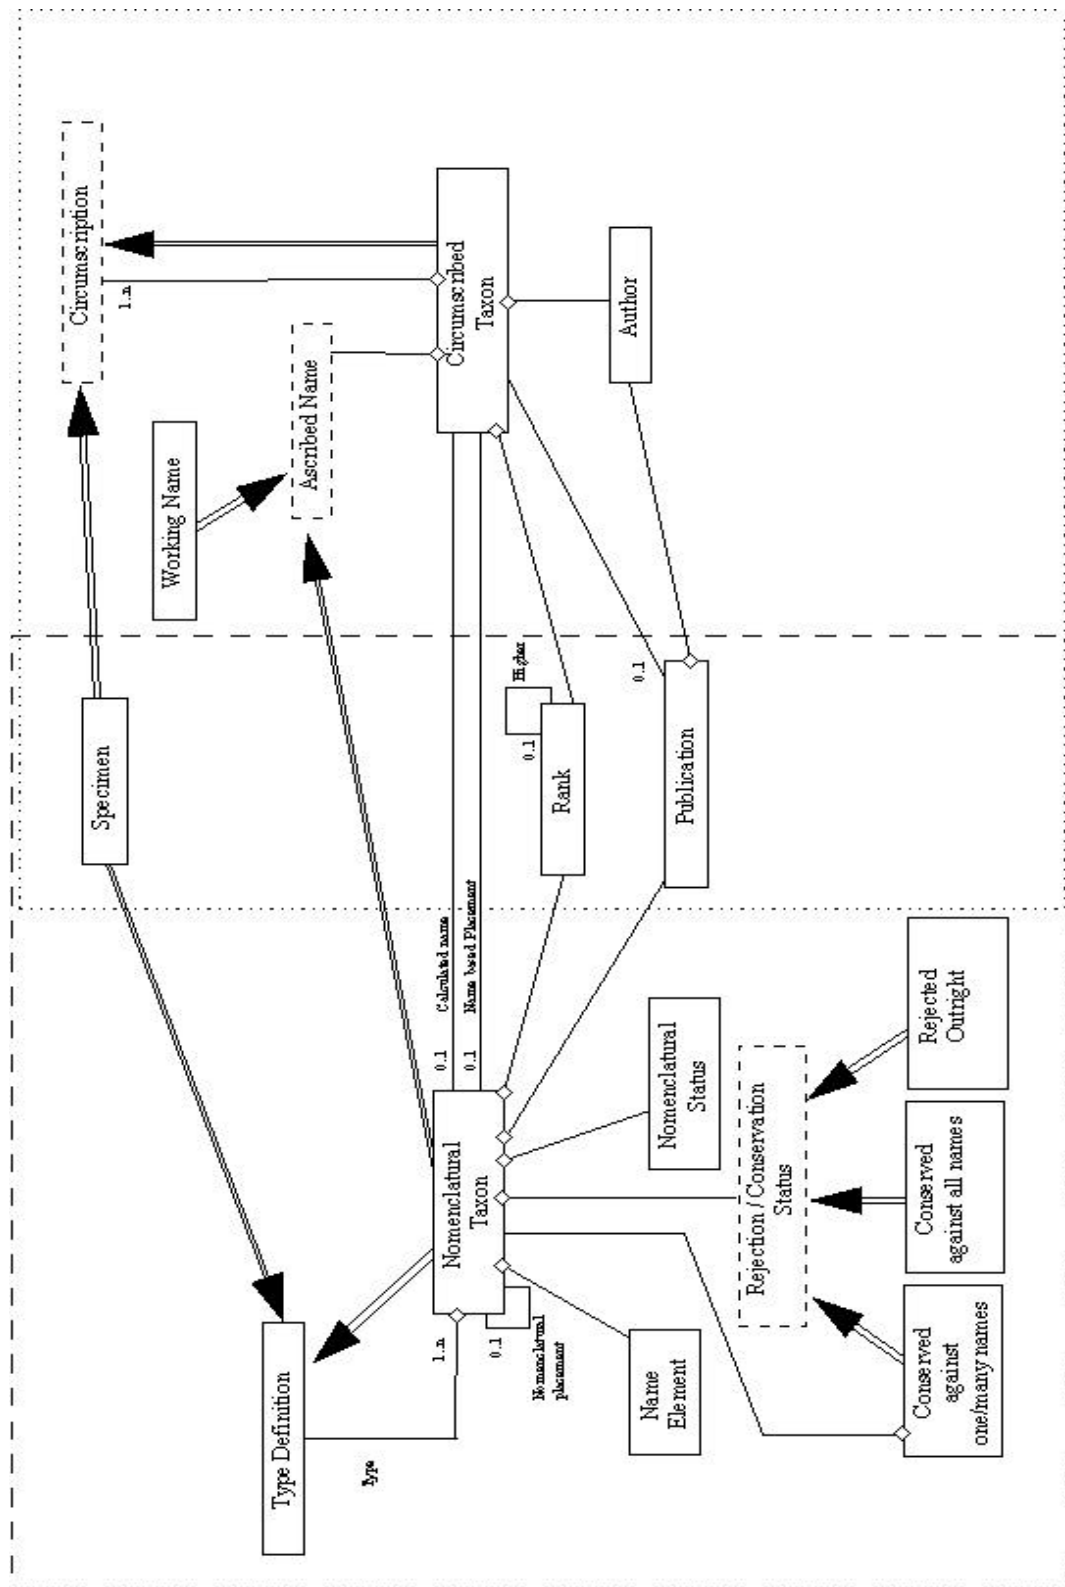 Type Definition
Specimen
Circumscription
Working Name
Ascribed Name
Type
1..n
0..1
Nomenclatural
placement
Nomenclatural
Taxon
0..1
Calculated name
0..1
Name based Placement
1..n
Circumscribed
Taxon
Rank
0..1
Higher
Author
Publication
0..1
Name
Element
Nomenclatural
Status
Rejection / Conservation
Status
Conserved
against
one/many names
Conserved
against all names
Rejected
Outright